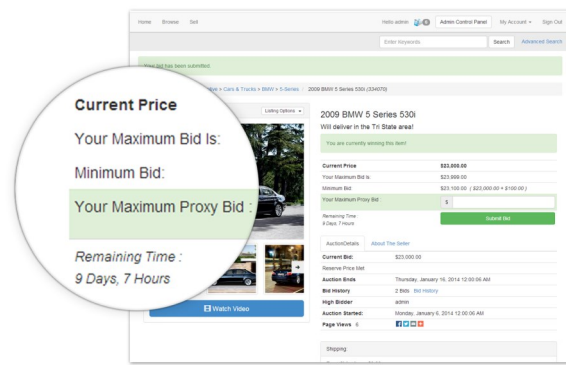 Home Browse Sell Hello admin 0 Admin Control Panel My Account Sign Out
Enter Keywords Search Advanced Search
Your bid has been submitted.
> Cars & Trucks > BMW > 5-Series / 2009 BMW 5 Series 530i (334070)
Listing Options
Current Price
Your Maximum Bid Is:
Minimum Bid:
Your Maximum Proxy Bid :
Remaining Time :
9 Days, 7 Hours
Watch Video
2009 BMW 5 Series 530i
Will deliver in the Tri State area!
You are currently winning this item!
Current Price $23,000.00
Your Maximum Bid Is: $23,999.00
Minimum Bid: $23,100.00 ( $23,000.00 + $100.00 )
Your Maximum Proxy Bid : $
Remaining Time :
9 Days, 7 Hours
Submit Bid
AuctionDetails About The Seller
Current Bid: $23,000.00
Reserve Price Met
Auction Ends Thursday, January 16, 2014 12:00:06 AM
Bid History 2 Bids Bid History
High Bidder admin
Auction Started: Monday, January 6, 2014 12:00:06 AM
Page Views 6
Shipping: